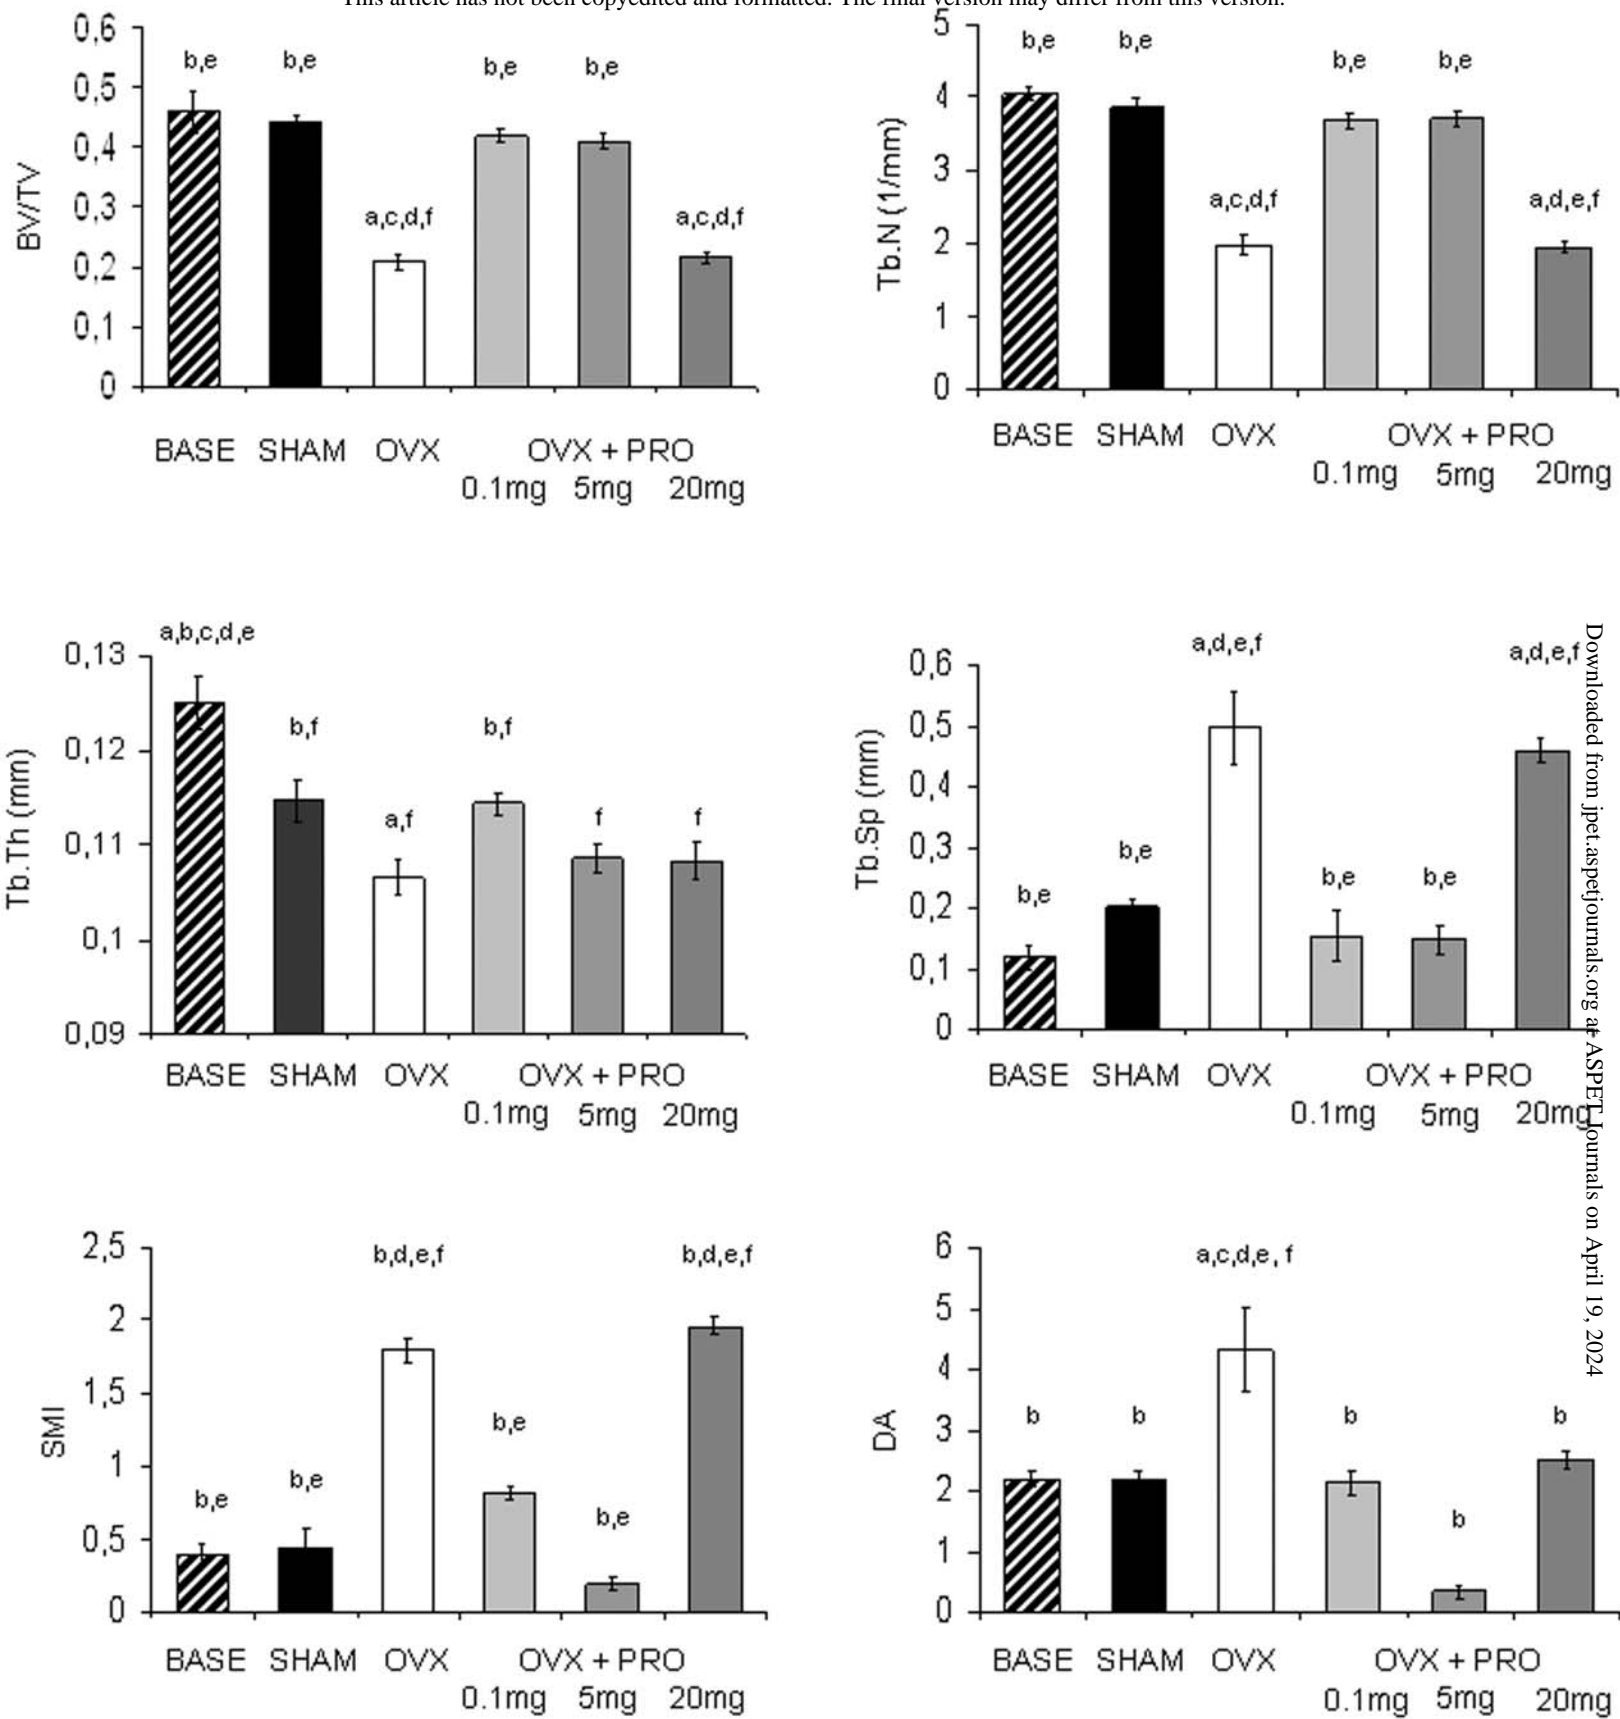 This article has not been copyedited and formatted. The final version may differ from this version.
0,6
0,5
0,4
0,3
0,2
0,1
0
BV/TV
b,e
b,e
a,c,d,f
b,e
b,e
a,c,d,f
BASE SHAM OVX OVX + PRO
0.1mg 5mg 20mg
5
4
3
2
1
0
Tb.N (1/mm)
b,e
b,e
a,c,d,f
b,e
b,e
a,d,e,f
BASE SHAM OVX OVX + PRO
0.1mg 5mg 20mg
0,13
0,12
0,11
0,1
0,09
Tb.Th (mm)
a,b,c,d,e
b,f
a,f
b,f
f
f
BASE SHAM OVX OVX + PRO
0.1mg 5mg 20mg
0,6
0,5
0,4
0,3
0,2
0,1
0
Tb.Sp (mm)
b,e
b,e
a,d,e,f
b,e
b,e
a,d,e,f
BASE SHAM OVX OVX + PRO
0.1mg 5mg 20mg
2,5
2
1,5
1
0,5
0
SMI
b,e
b,e
b,d,e,f
b,e
b,e
b,d,e,f
BASE SHAM OVX OVX + PRO
0.1mg 5mg 20mg
6
5
4
3
2
1
0
DA
b
b
a,c,d,e, f
b
b
b
BASE SHAM OVX OVX + PRO
0.1mg 5mg 20mg
Downloaded from jpet.aspetjournals.org at ASPET Journals on April 19, 2024